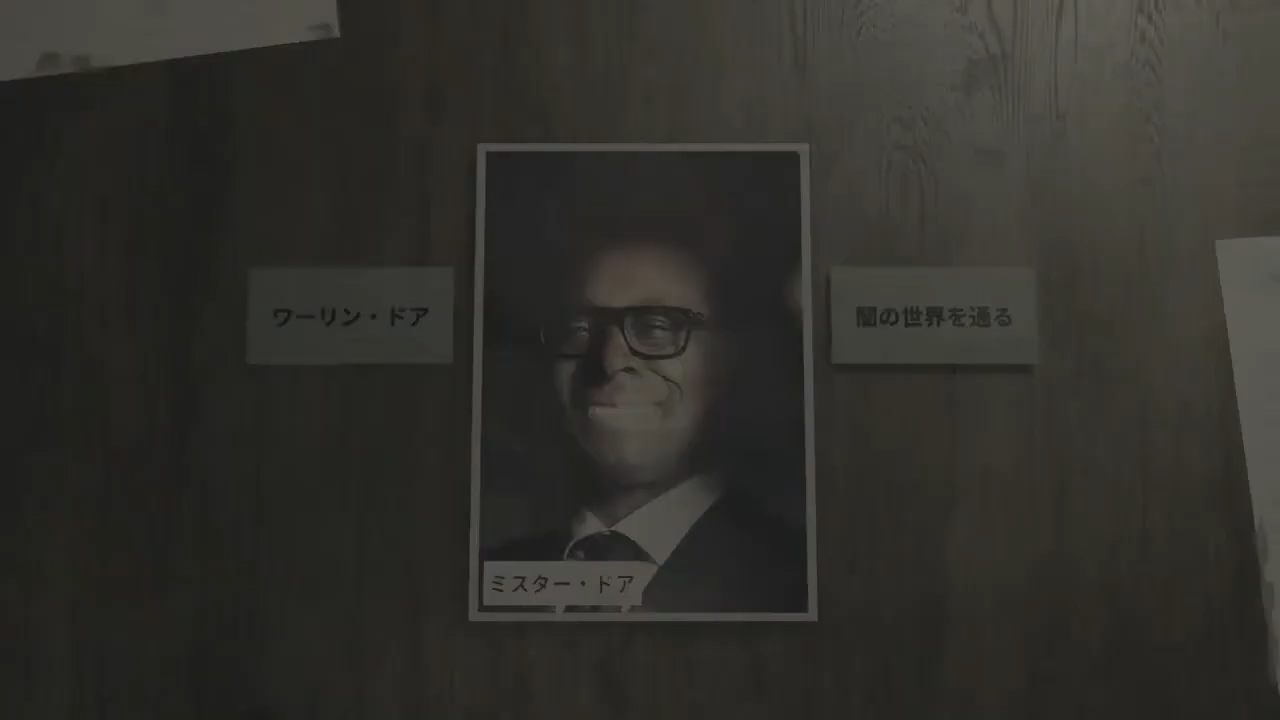 ワーリン・ドア
闇の世界を通る
ミスター・ドア